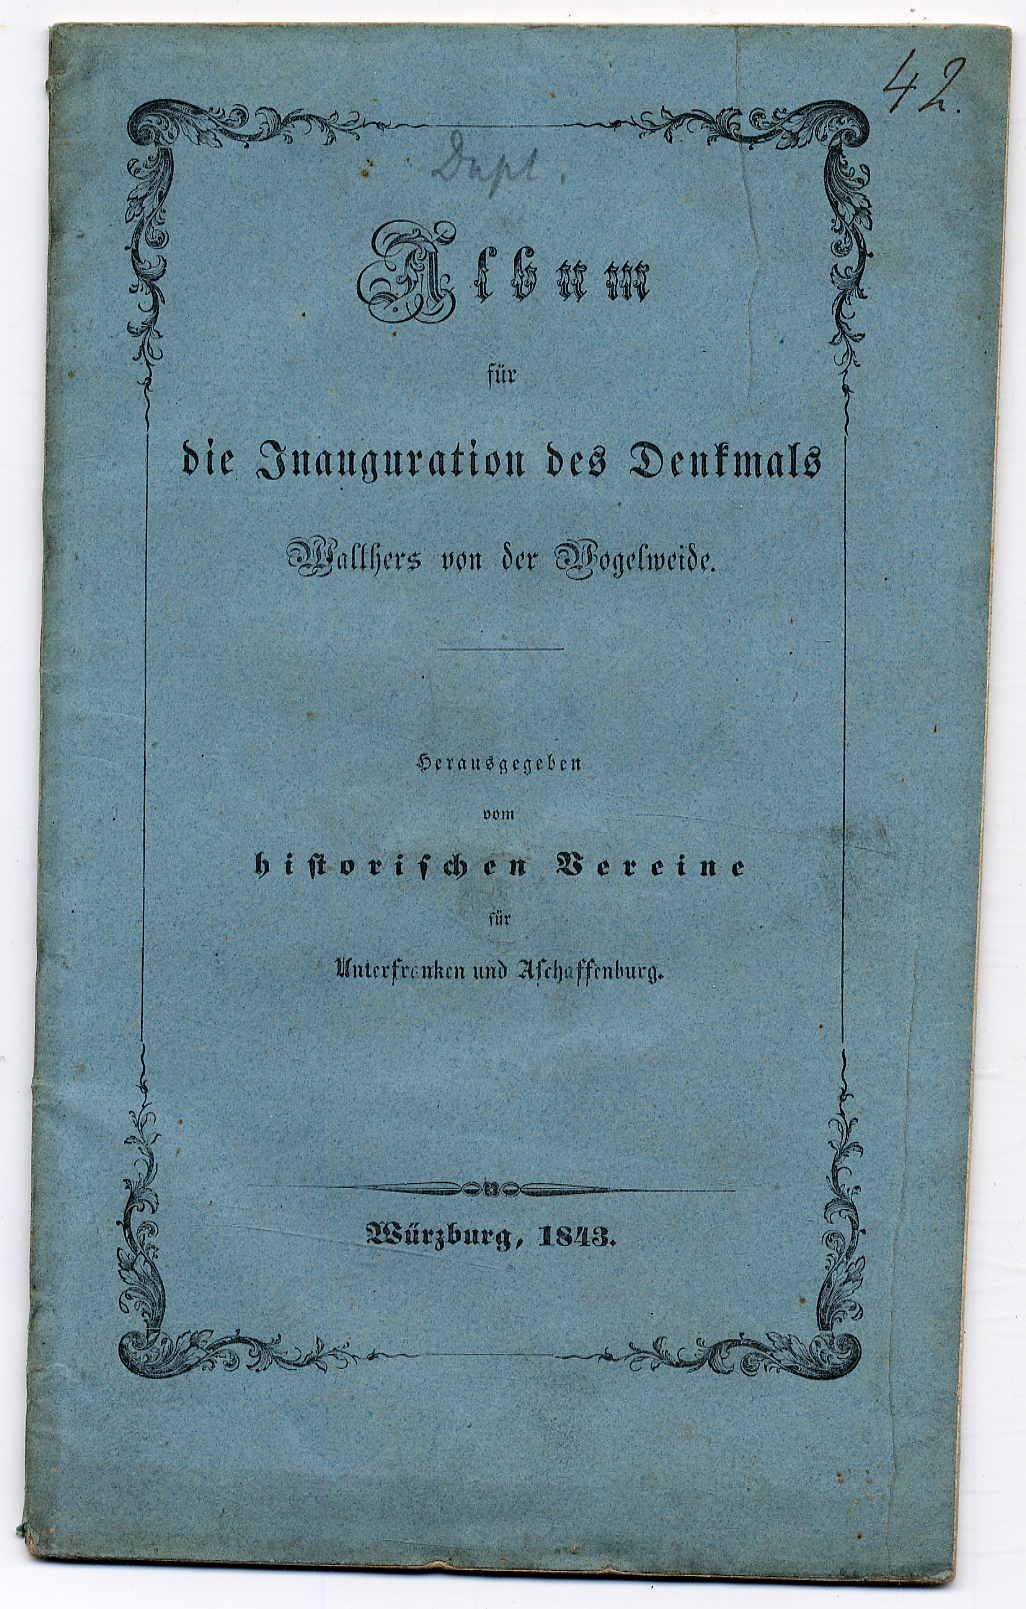 42.
Dupl.
Album
für
die Inauguration des Denkmals
Walthers von der Vogelweide.
Herausgegeben
vom
historischen Vereine
für
Unterfranken und Aschaffenburg.
Würzburg, 1843.